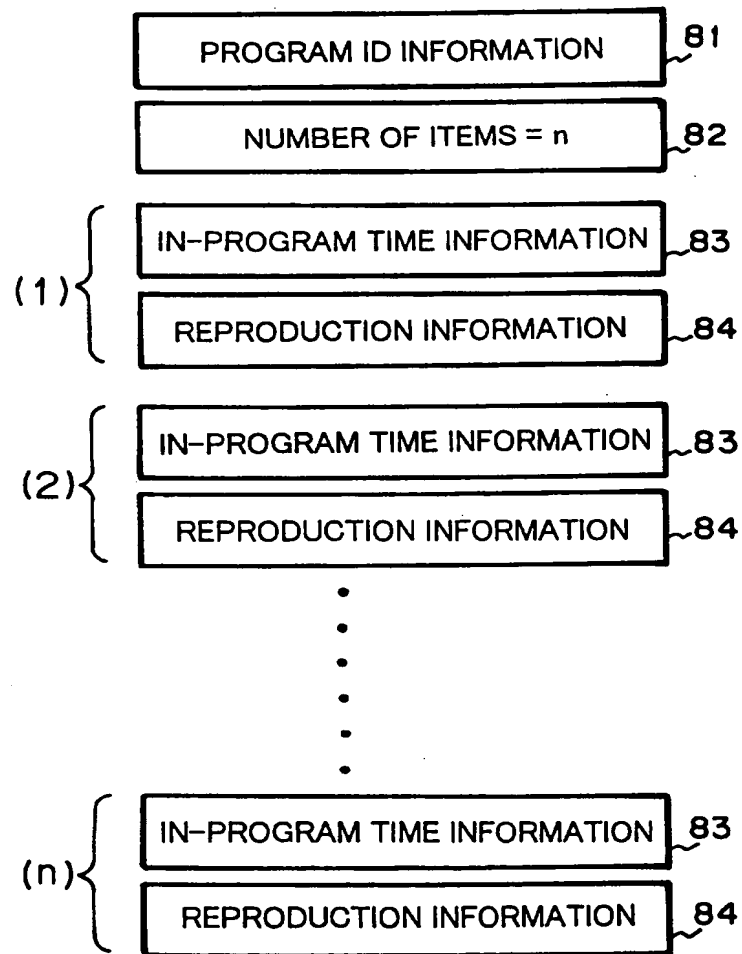 PROGRAM ID INFORMATION 81
NUMBER OF ITEMS = n 82
IN-PROGRAM TIME INFORMATION 83
(1)
REPRODUCTION INFORMATION 84
IN-PROGRAM TIME INFORMATION 83
(2)
REPRODUCTION INFORMATION 84
IN-PROGRAM TIME INFORMATION 83
(n)
REPRODUCTION INFORMATION 84